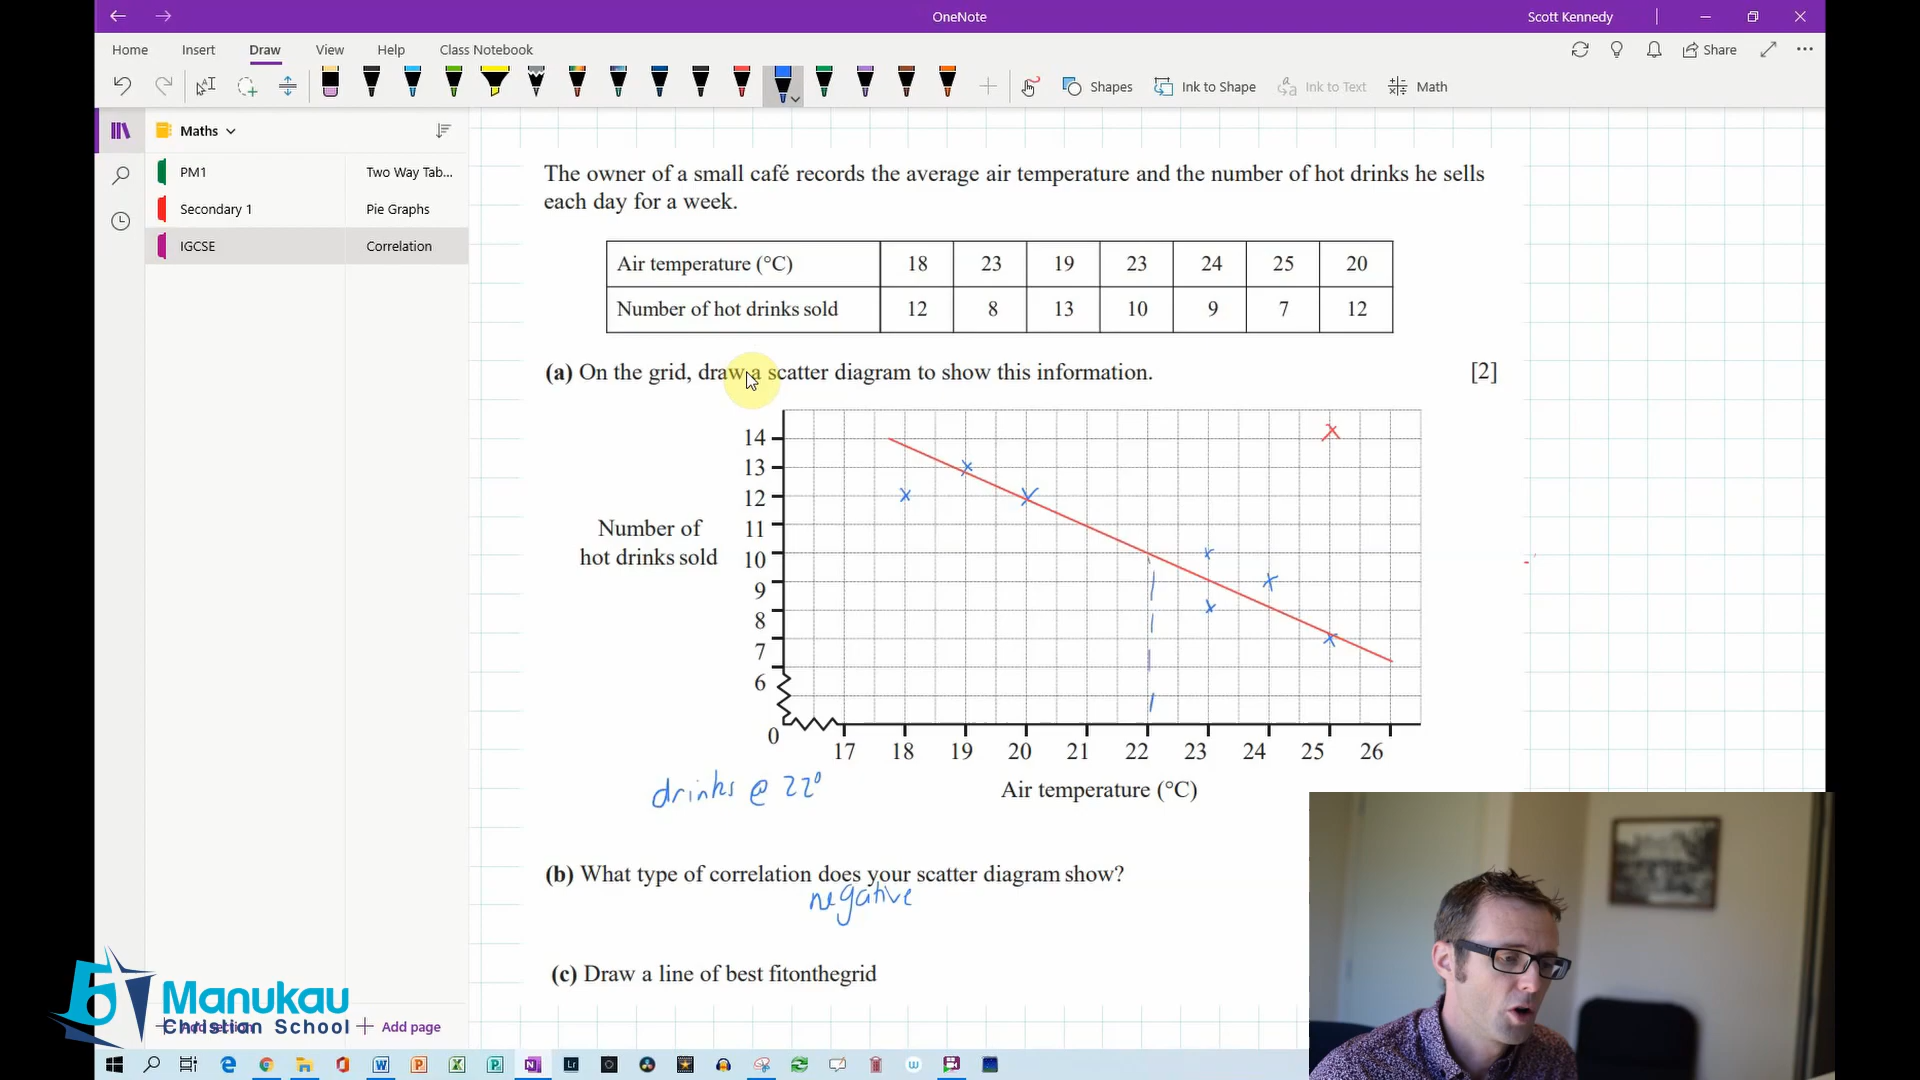 OneNote
Scott Kennedy
Home Insert Draw View Help Class Notebook
Share
Shapes Ink to Shape Ink to Text Math
Maths
PM1 Two Way Tab...
Secondary 1 Pie Graphs
IGCSE Correlation
The owner of a small café records the average air temperature and the number of hot drinks he sells
each day for a week.
Air temperature (°C) 18 23 19 23 24 25 20
Number of hot drinks sold 12 8 13 10 9 7 12
(a) On the grid, draw a scatter diagram to show this information. [2]
14
13
12
11
10
9
8
7
6
0
Number of
hot drinks sold
17 18 19 20 21 22 23 24 25 26
Air temperature (°C)
drinks @ 22°
(b) What type of correlation does your scatter diagram show?
negative
(c) Draw a line of best fitonthegrid
Manukau
Christian School
Add section
Add page